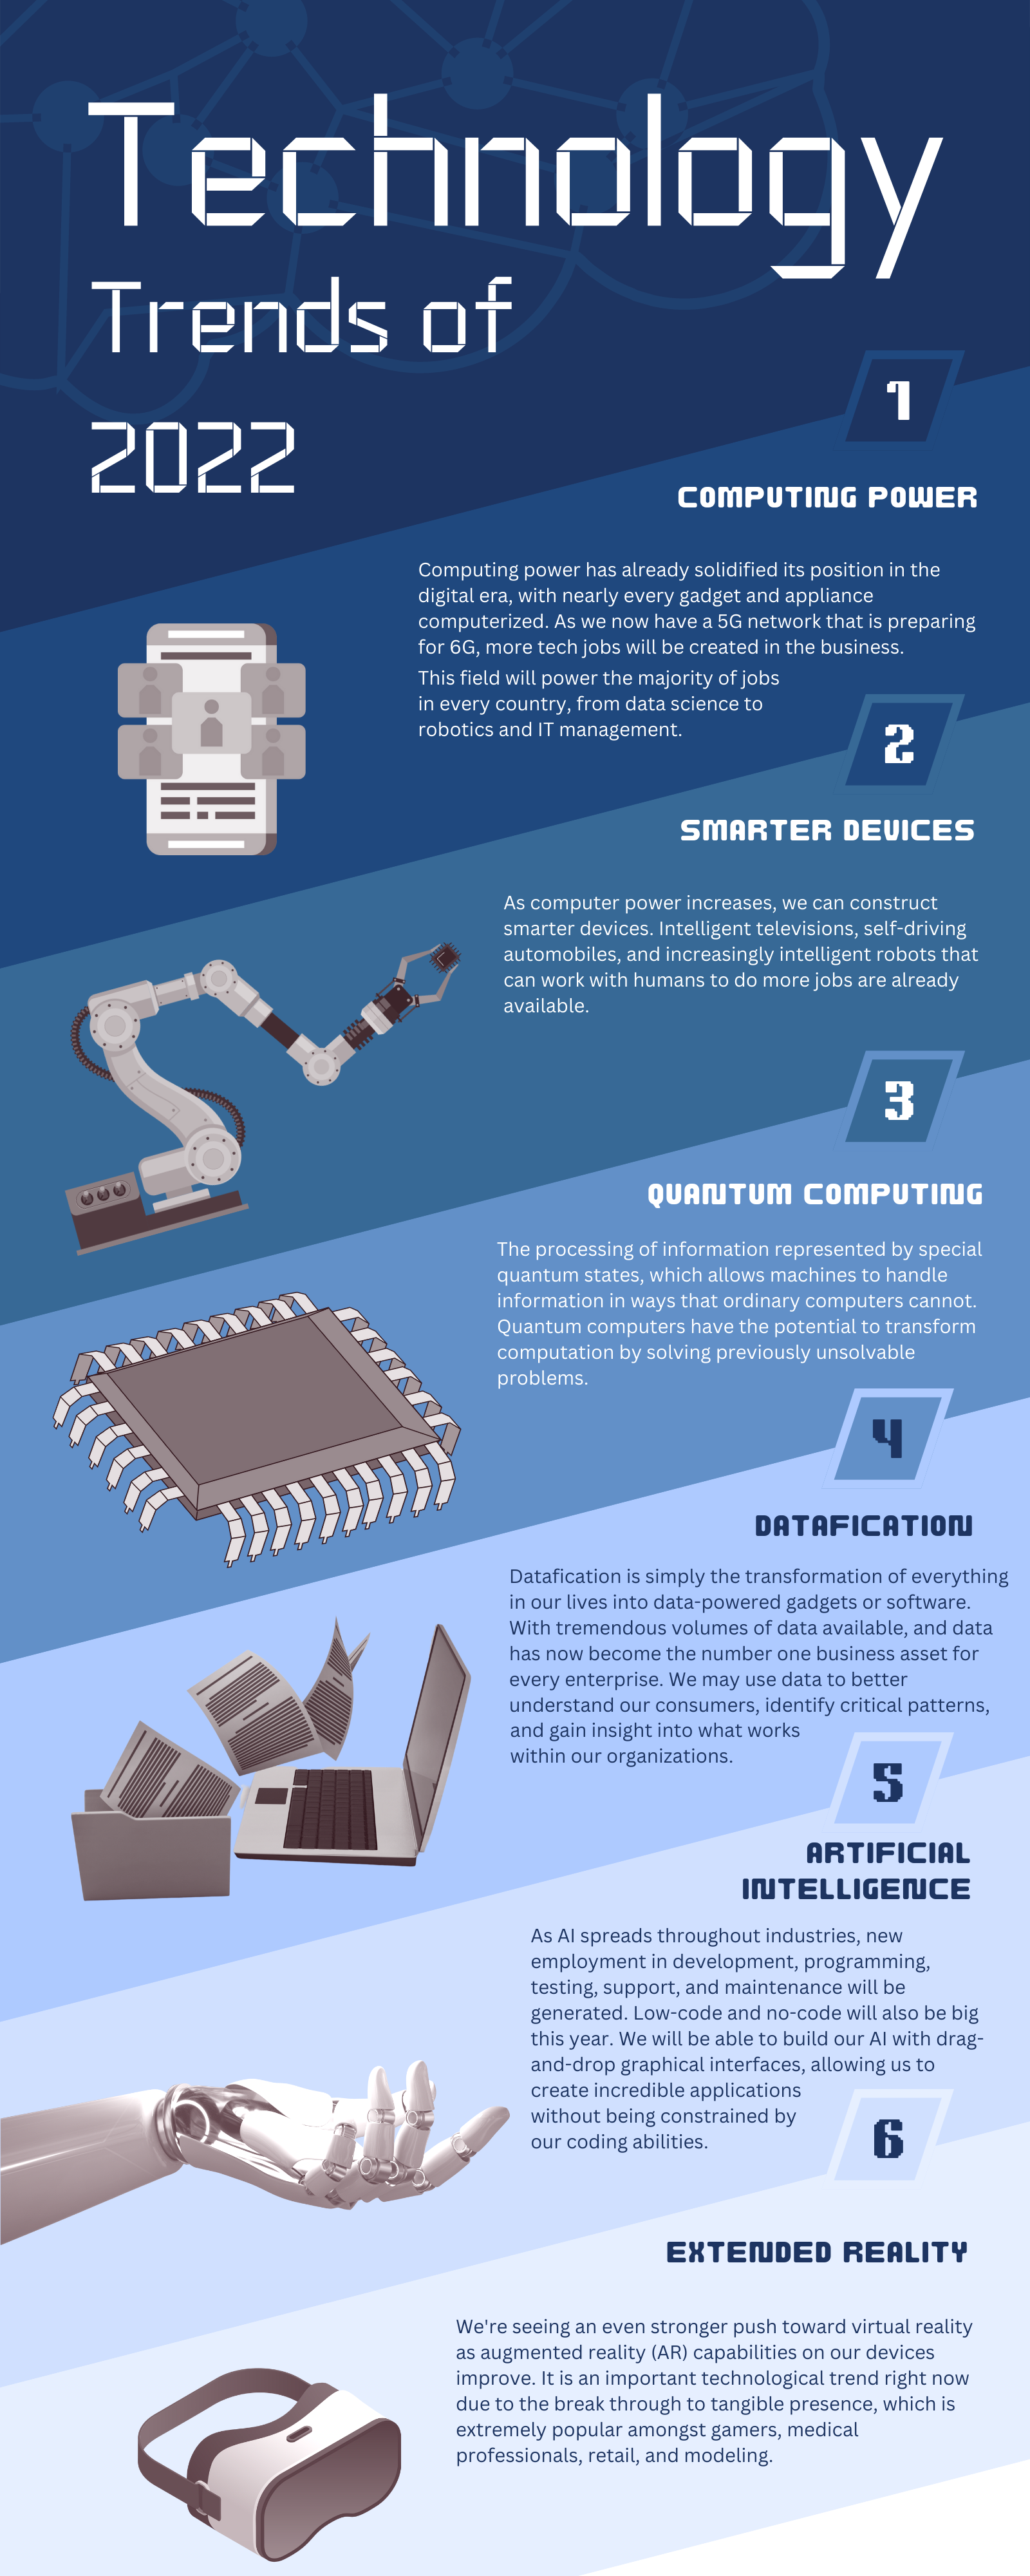 Technology
Trends of
2022
1
COMPUTING POWER
Computing power has already solidified its position in the
digital era, with nearly every gadget and appliance
computerized. As we now have a 5G network that is preparing
for 6G, more tech jobs will be created in the business.
This field will power the majority of jobs
in every country, from data science to
robotics and IT management.
2
SMARTER DEVICES
As computer power increases, we can construct
smarter devices. Intelligent televisions, self-driving
automobiles, and increasingly intelligent robots that
can work with humans to do more jobs are already
available.
3
QUANTUM COMPUTING
The processing of information represented by special
quantum states, which allows machines to handle
information in ways that ordinary computers cannot.
Quantum computers have the potential to transform
computation by solving previously unsolvable
problems.
4
DATAFICATION
Datafication is simply the transformation of everything
in our lives into data-powered gadgets or software.
With tremendous volumes of data available, and data
has now become the number one business asset for
every enterprise. We may use data to better
understand our consumers, identify critical patterns,
and gain insight into what works
within our organizations.
5
ARTIFICIAL
INTELLIGENCE
As AI spreads throughout industries, new
employment in development, programming,
testing, support, and maintenance will be
generated. Low-code and no-code will also be big
this year. We will be able to build our AI with drag-
and-drop graphical interfaces, allowing us to
create incredible applications
without being constrained by
our coding abilities.
6
EXTENDED REALITY
We're seeing an even stronger push toward virtual reality
as augmented reality (AR) capabilities on our devices
improve. It is an important technological trend right now
due to the break through to tangible presence, which is
extremely popular amongst gamers, medical
professionals, retail, and modeling.